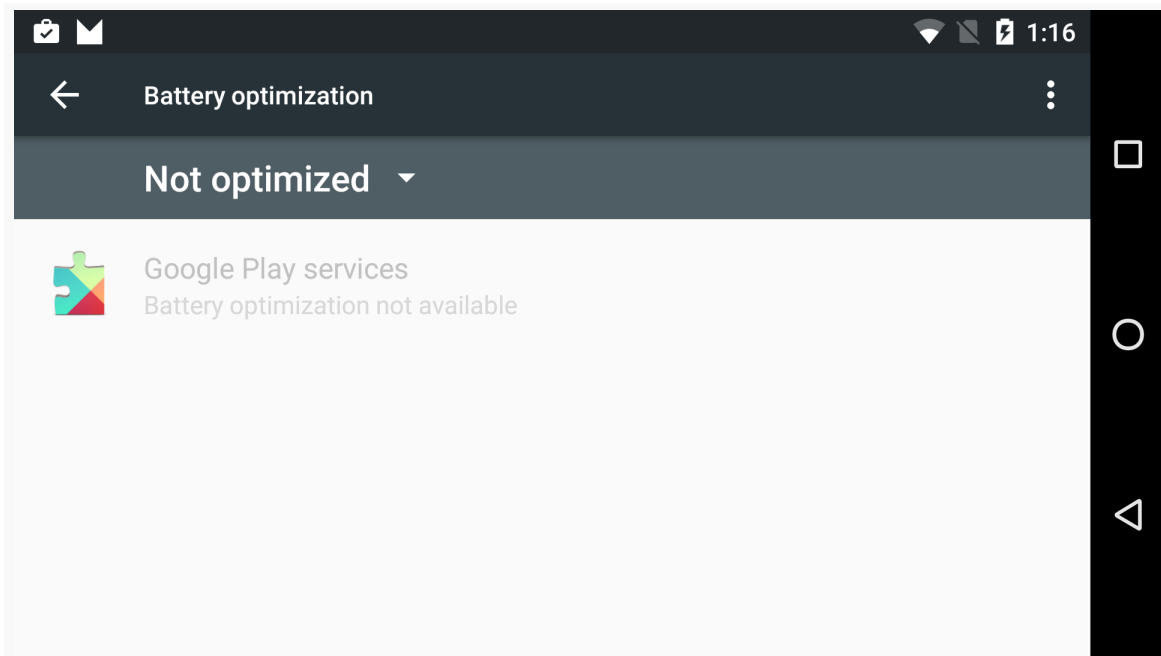 1:16
Battery optimization
Not optimized
Google Play services
Battery optimization not available